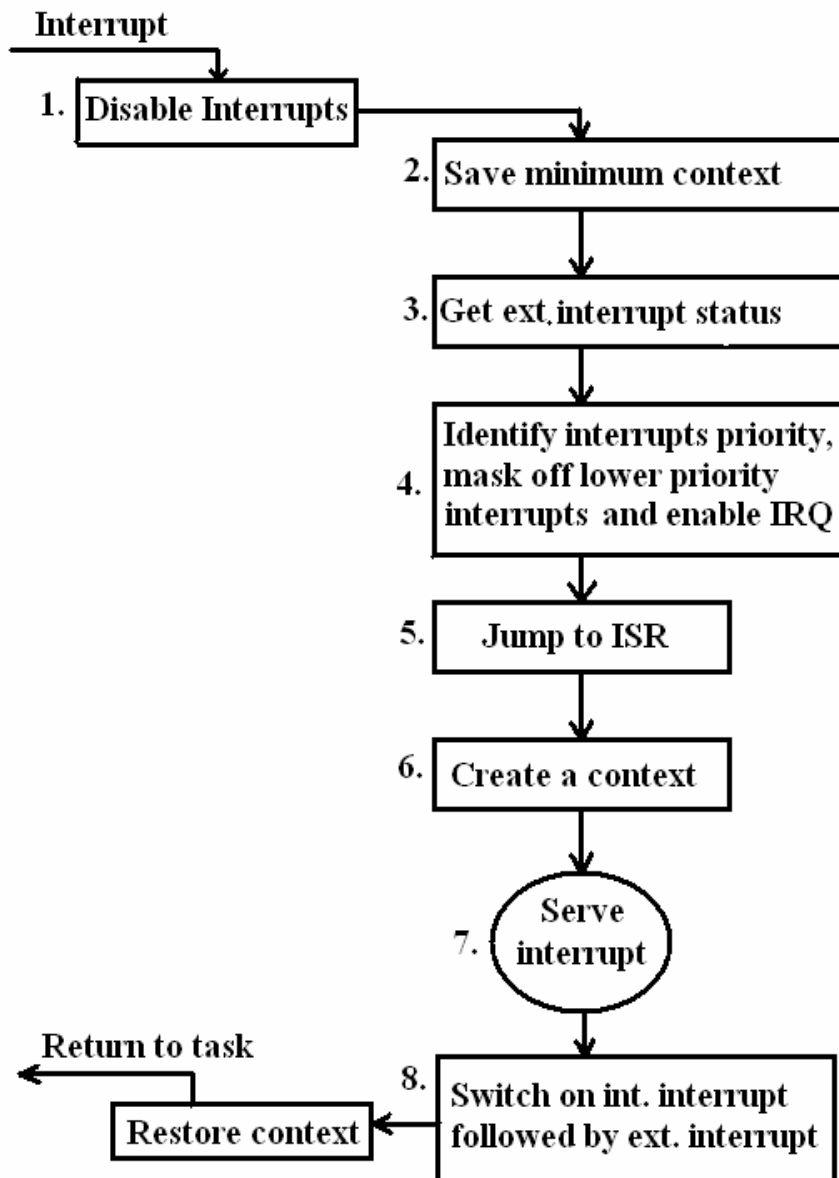 Interrupt
1. Disable Interrupts
2. Save minimum context
3. Get ext. interrupt status
4. Identify interrupts priority,
mask off lower priority
interrupts and enable IRQ
5. Jump to ISR
6. Create a context
7. Serve
interrupt
8. Switch on int. interrupt
followed by ext. interrupt
Restore context
Return to task